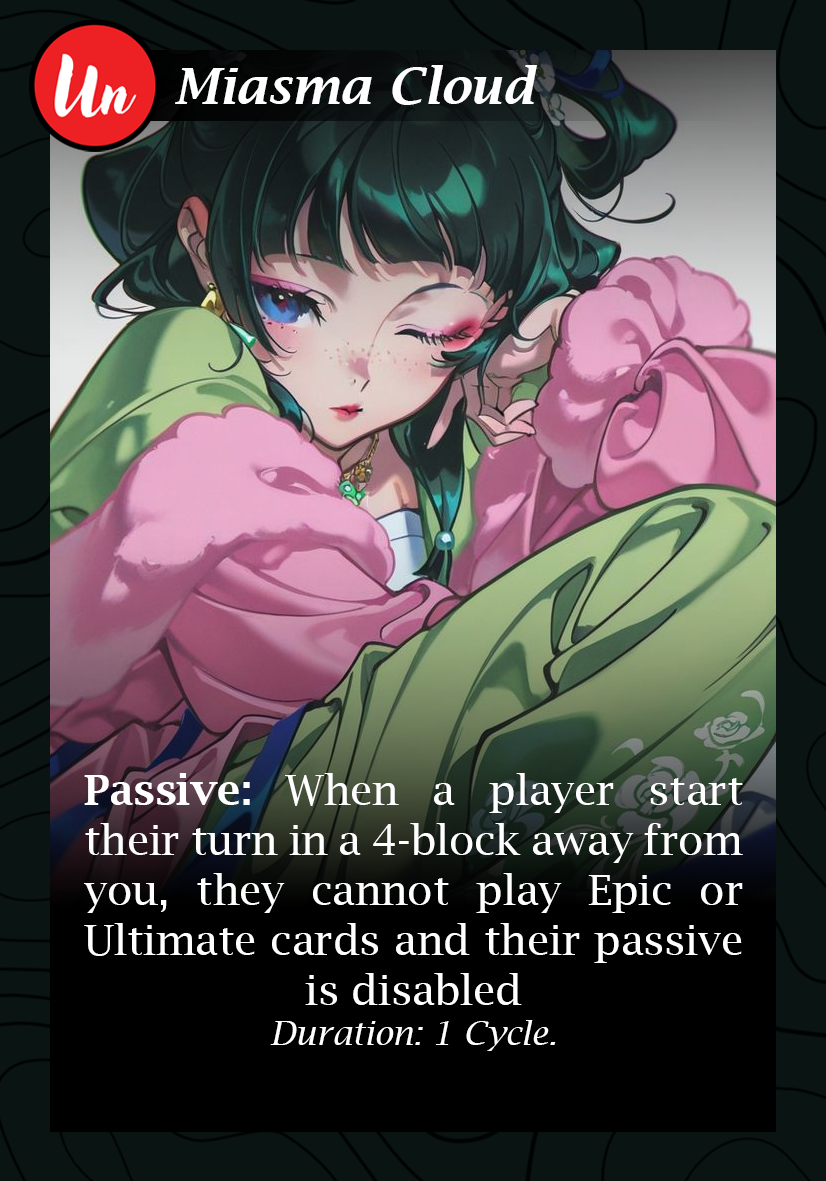 Un
Miasma Cloud
Passive: When a player start
their turn in a 4-block away from
you, they cannot play Epic or
Ultimate cards and their passive
is disabled
Duration: 1 Cycle.